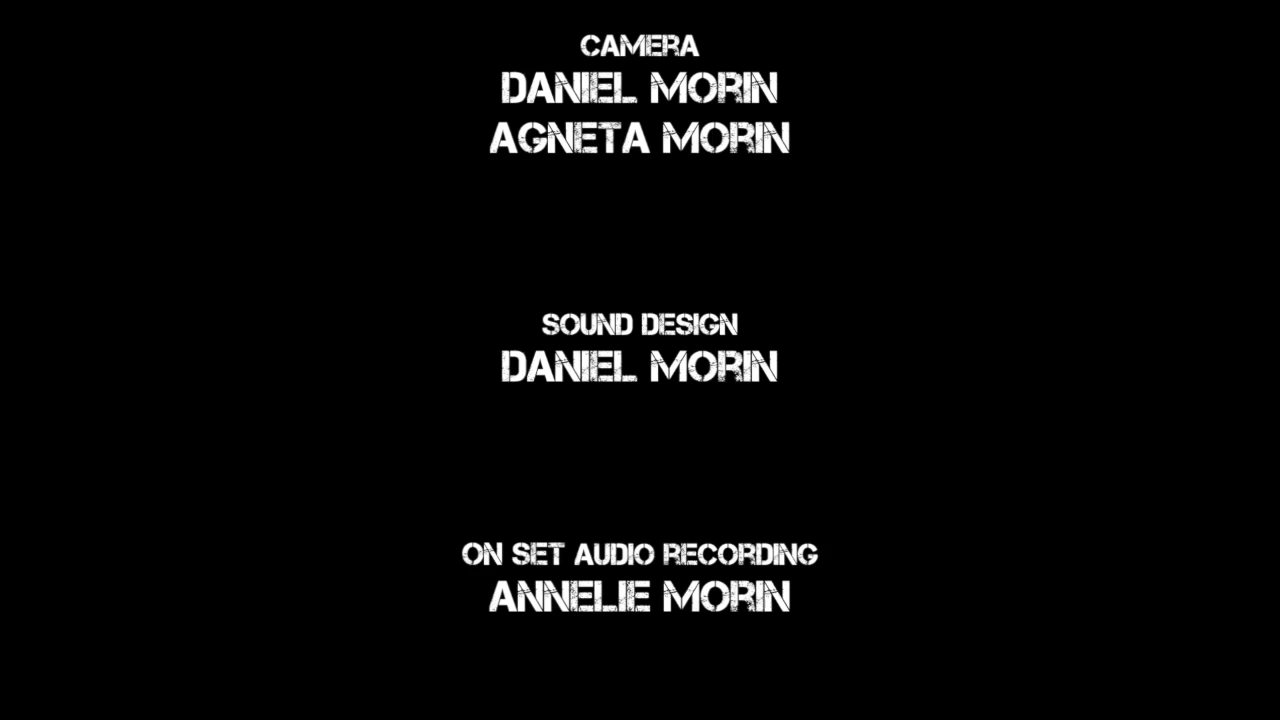 CAMERA
DANIEL MORIN
AGNETA MORIN
SOUND DESIGN
DANIEL MORIN
ON SET AUDIO RECORDING
ANNELIE MORIN